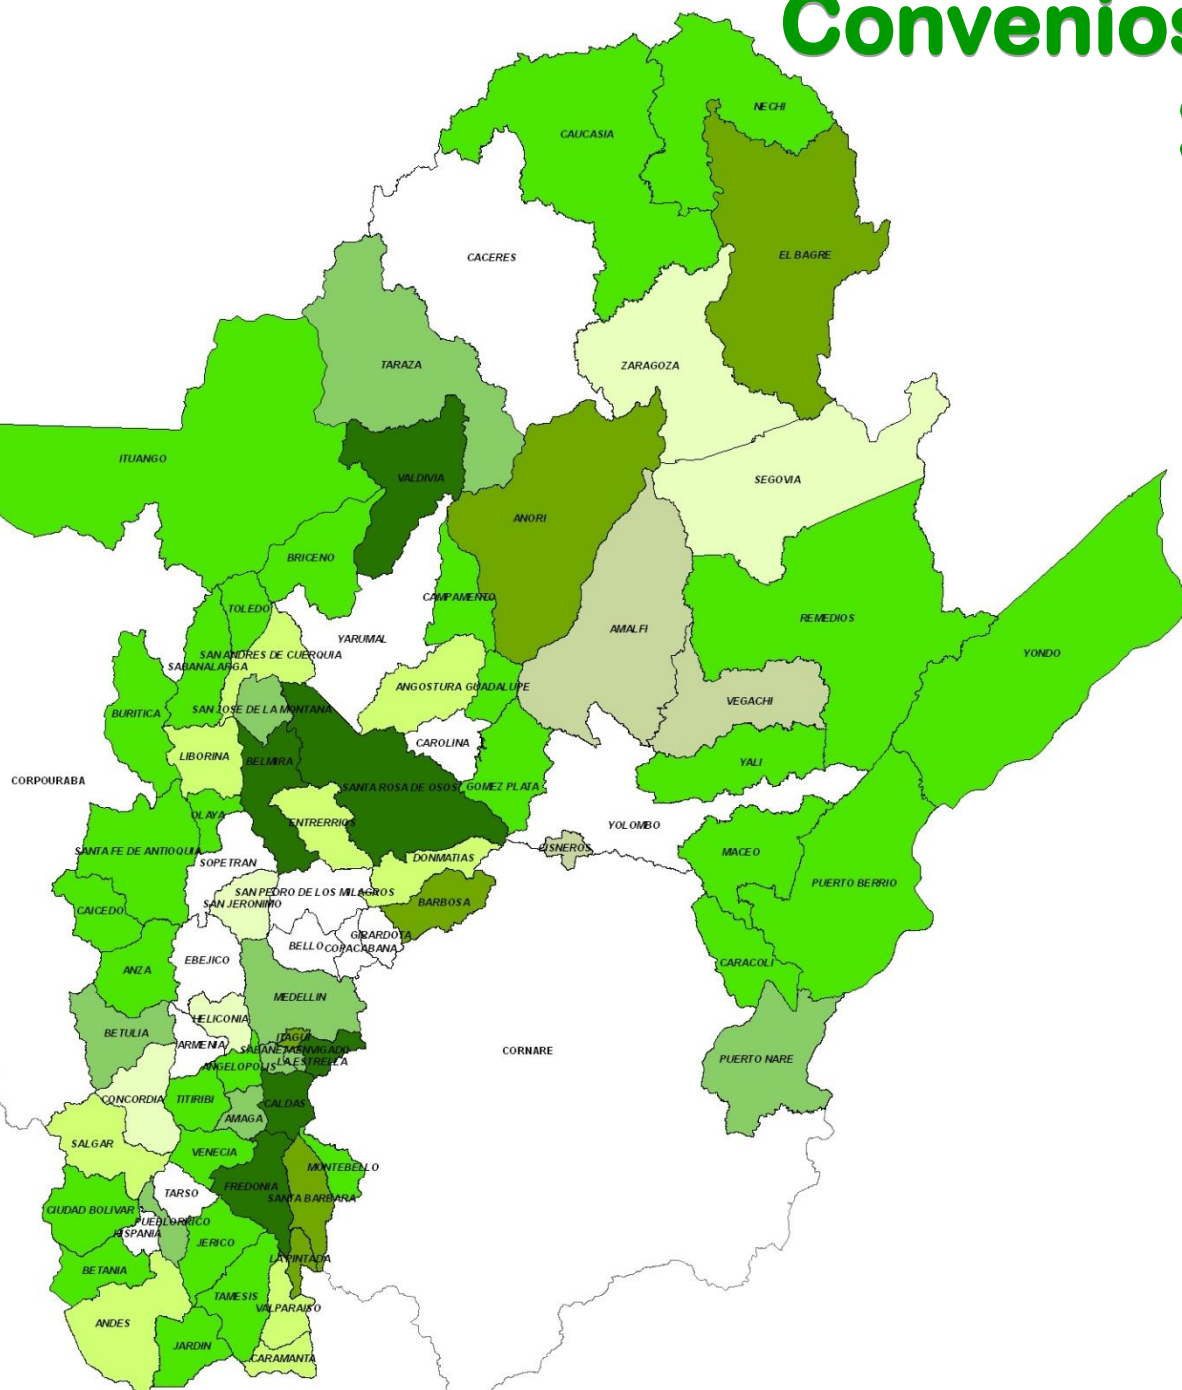 Convenios
NECHI
CAUCASIA
EL BAGRE
CACERES
TARAZA
ZARAGOZA
ITUANGO
VALDIVIA
SEGOVIA
ANORI
BRICENO
CAMPAMENTO
TOLEDO
REMEDIOS
AMALFI
YARUMAL
SAN ANDRES DE CUERQUIA
YONDO
SABANALARGA
ANGOSTURA
GUADALUPE
VEGACHI
BURITICA
SAN JOSE DE LA MONTANA
CAROLINA
LIBORINA
BELMIRA
YALI
CORPOURABA
SANTA ROSA DE OSOS
GOMEZ PLATA
OLAYA
ENTRERRIOS
YOLOMBO
CISNEROS
SANTA FE DE ANTIOQUIA
MACEO
DONMATIAS
SOPETRAN
PUERTO BERRIO
SAN PEDRO DE LOS MILAGROS
SAN JERONIMO
BARBOSA
CAICEDO
GIRARDOTA
BELLO
COPACABANA
EBEJICO
CARACOLI
ANZA
MEDELLIN
HELICONIA
BETULIA
ITAGUI
ARMENIA
SABANETA
ENVIGADO
CORNARE
LA ESTRELLA
PUERTO NARE
ANGELOPOLIS
CONCORDIA
TITIRIBI
CALDAS
AMAGA
SALGAR
VENECIA
MONTEBELLO
FREDONIA
TARSO
SANTA BARBARA
CIUDAD BOLIVAR
PUEBLORRICO
HISPANIA
JERICO
LA PINTADA
BETANIA
TAMESIS
VALPARAISO
ANDES
JARDIN
CARAMANTA